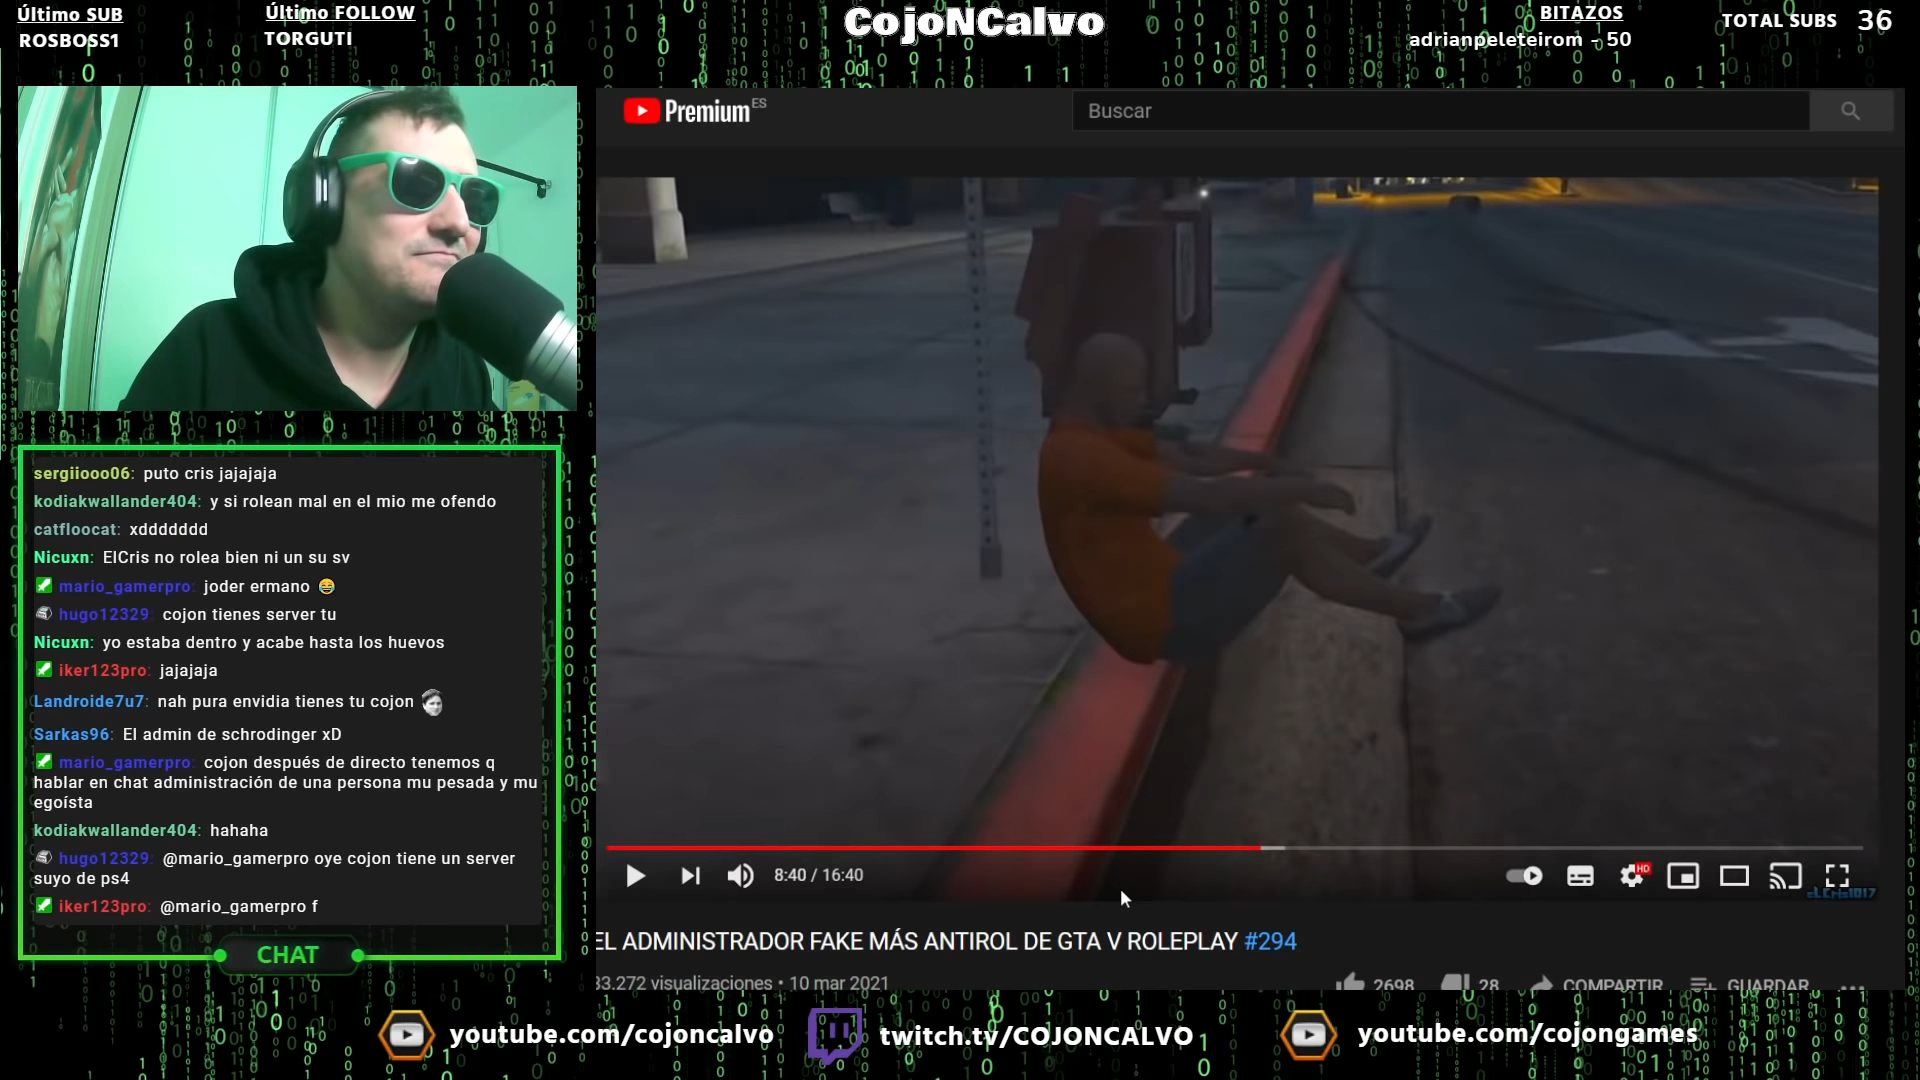 Último SUB
ROSBOSS1
Último FOLLOW
TORGUTI
CojoNCalvo
BITAZOS
adrianpeleteirom - 50
TOTAL SUBS 36
Premium ES
Buscar
sergiiooo06: puto cris jajajaja
kodiakwallander404: y si rolean mal en el mio me ofendo
catfloocat: xddddddd
Nicuxn: ElCris no rolea bien ni un su sv
mario_gamerpro: joder ermano 😂
hugo12329: cojon tienes server tu
Nicuxn: yo estaba dentro y acabe hasta los huevos
iker123pro: jajajaja
Landroide7u7: nah pura envidia tienes tu cojon
Sarkas96: El admin de schrodinger xD
mario_gamerpro: cojon después de directo tenemos q
hablar en chat administración de una persona mu pesada y mu
egoísta
kodiakwallander404: hahaha
hugo12329: @mario_gamerpro oye cojon tiene un server
suyo de ps4
iker123pro: @mario_gamerpro f
CHAT
8:40 / 16:40
HD
eLCris1017
EL ADMINISTRADOR FAKE MÁS ANTIROL DE GTA V ROLEPLAY #294
33.272 visualizaciones • 10 mar 2021
2698
28
COMPARTIR
GUARDAR
youtube.com/cojoncalvo
twitch.tv/COJONCALVO
youtube.com/cojongames